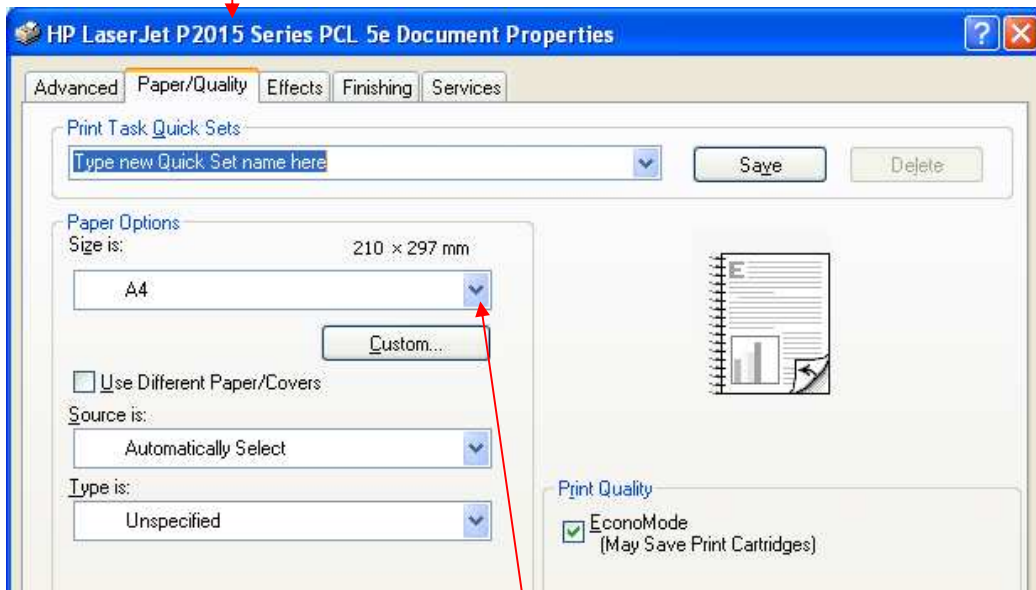 HP LaserJet P2015 Series PCL 5e Document Properties
Advanced Paper/Quality Effects Finishing Services
Print Task Quick Sets
Type new Quick Set name here Save Delete
Paper Options
Size is: 210 × 297 mm
A4
E
Custom...
Use Different Paper/Covers
Source is:
Automatically Select
Type is:
Unspecified
Print Quality
EconoMode
(May Save Print Cartridges)